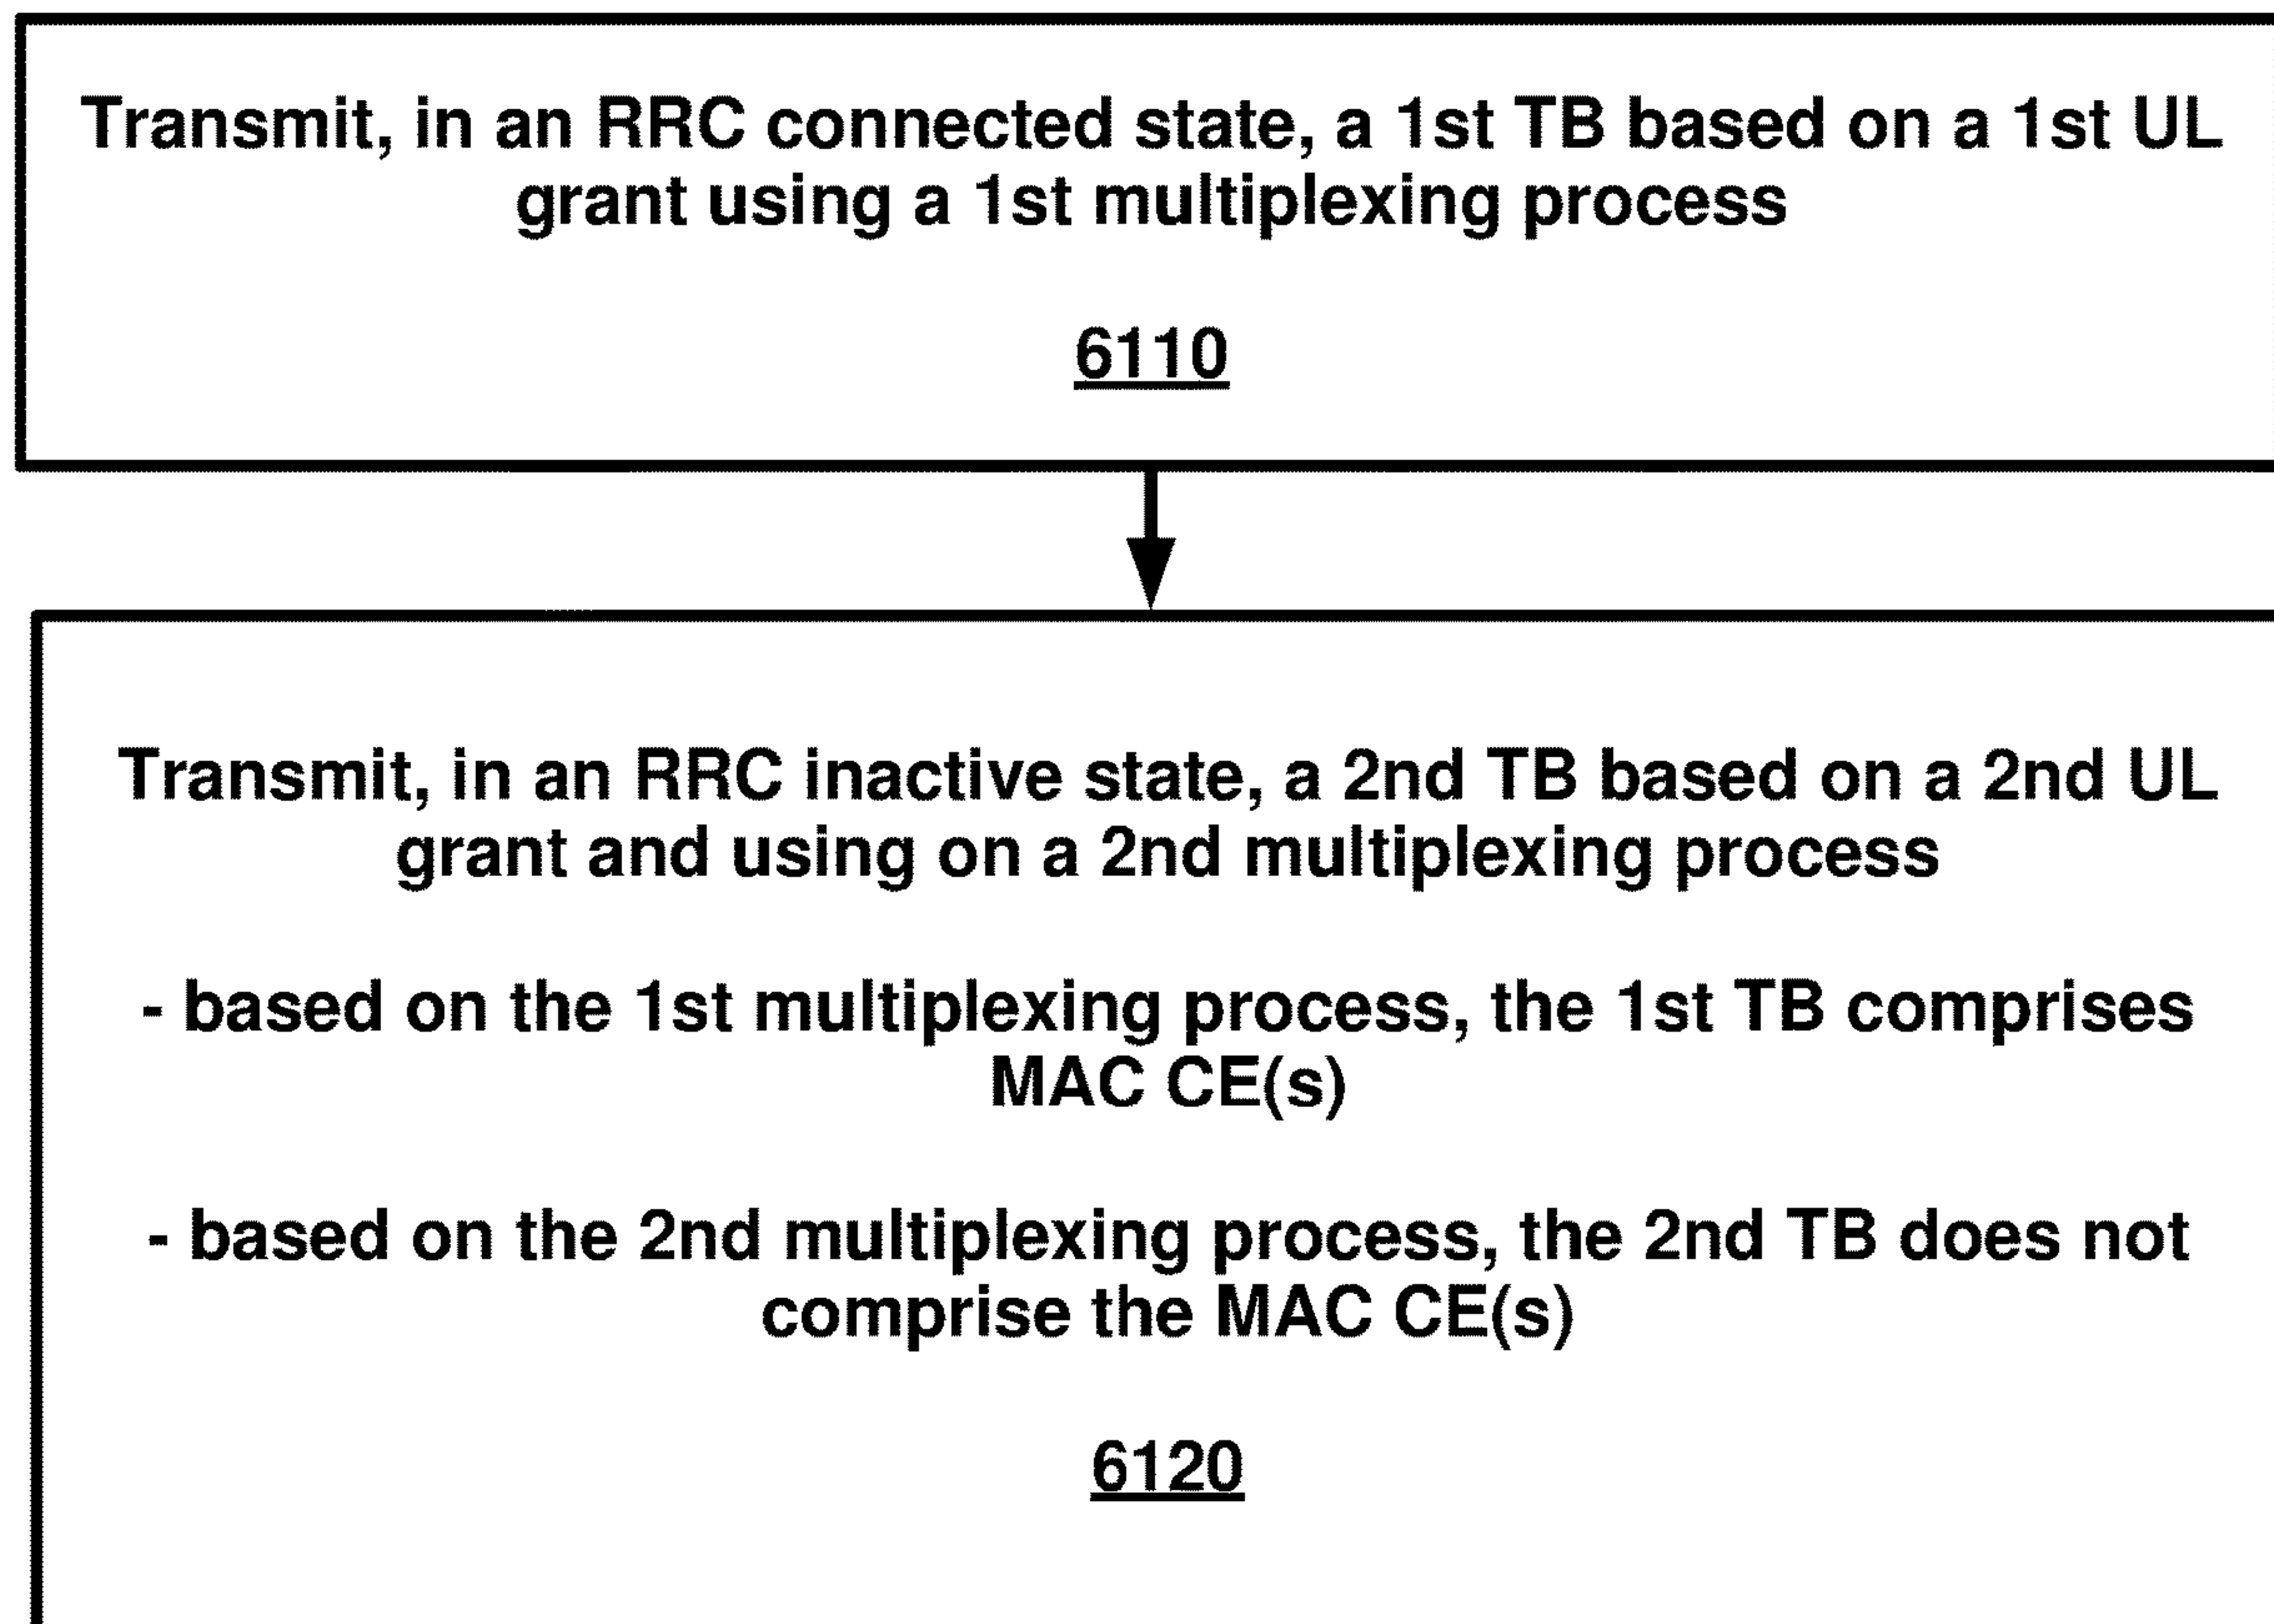 Transmit, in an RRC connected state, a 1st TB based on a 1st UL
grant using a 1st multiplexing process
6110
Transmit, in an RRC inactive state, a 2nd TB based on a 2nd UL
grant and using on a 2nd multiplexing process
- based on the 1st multiplexing process, the 1st TB comprises
MAC CE(s)
- based on the 2nd multiplexing process, the 2nd TB does not
comprise the MAC CE(s)
6120